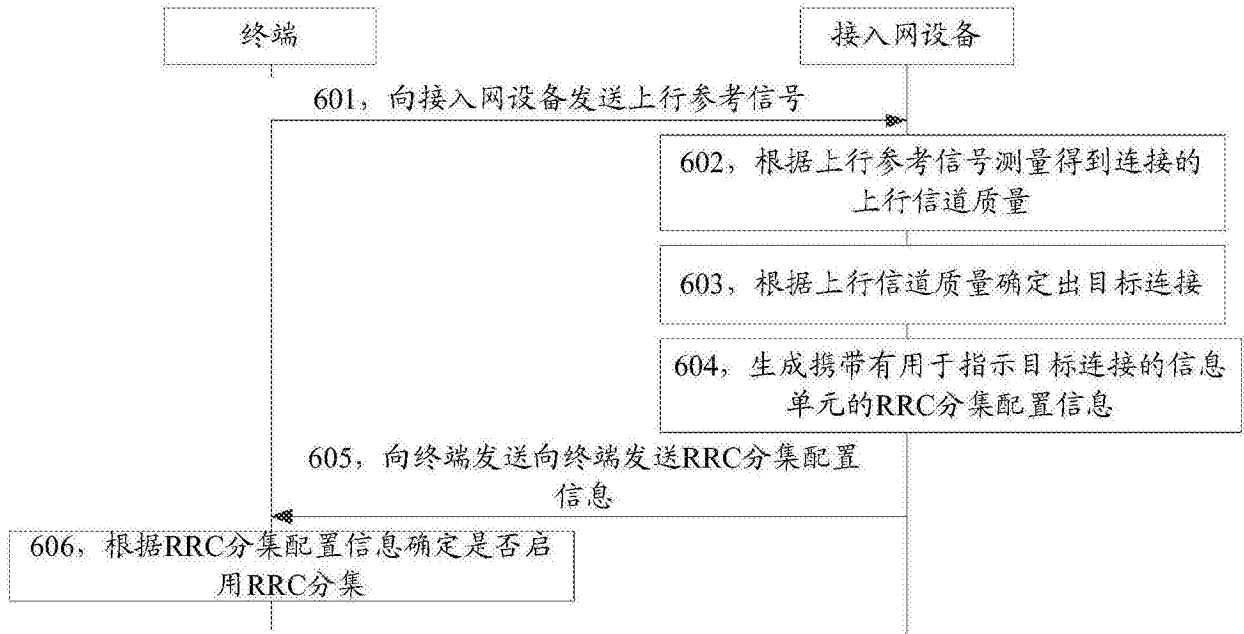 终端
接入网设备
601，向接入网设备发送上行参考信号
602，根据上行参考信号测量得到连接的
上行信道质量
603，根据上行信道质量确定出目标连接
604，生成携带有用于指示目标连接的信息
单元的RRC分集配置信息
605，向终端发送向终端发送RRC分集配置
信息
606，根据RRC分集配置信息确定是否启
用RRC分集